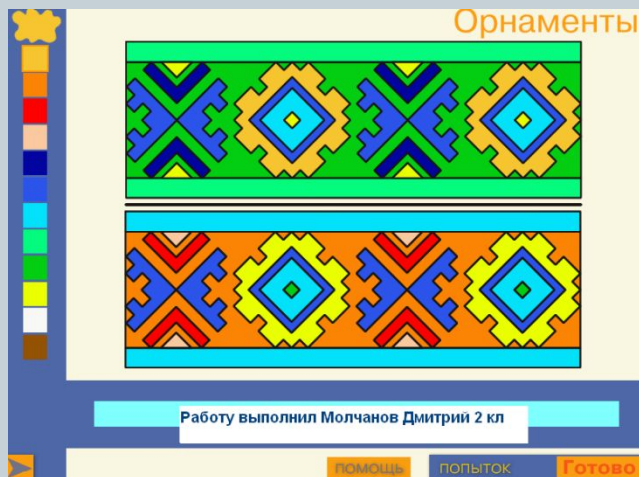 Орнаменты
Работу выполнил Молчанов Дмитрий 2 кл
ПОМОЩЬ
ПОПЫТОК
Готово